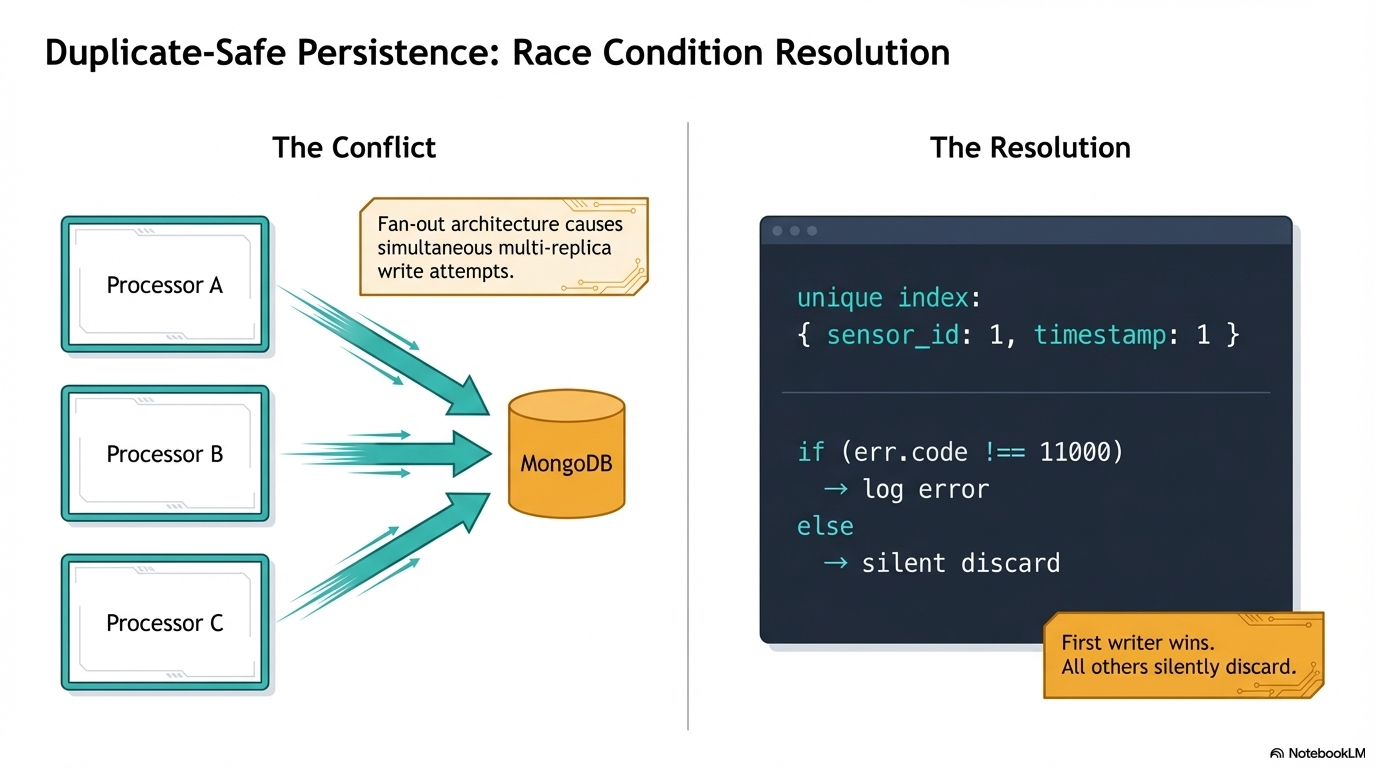 Duplicate-Safe Persistence: Race Condition Resolution
The Conflict
Processor A
Processor B
Processor C
Fan-out architecture causes
simultaneous multi-replica
write attempts.
MongoDB
The Resolution
unique index:
{ sensor_id: 1, timestamp: 1 }
if (err.code !== 11000)
→ log error
else
→ silent discard
First writer wins.
All others silently discard.
NotebookLM